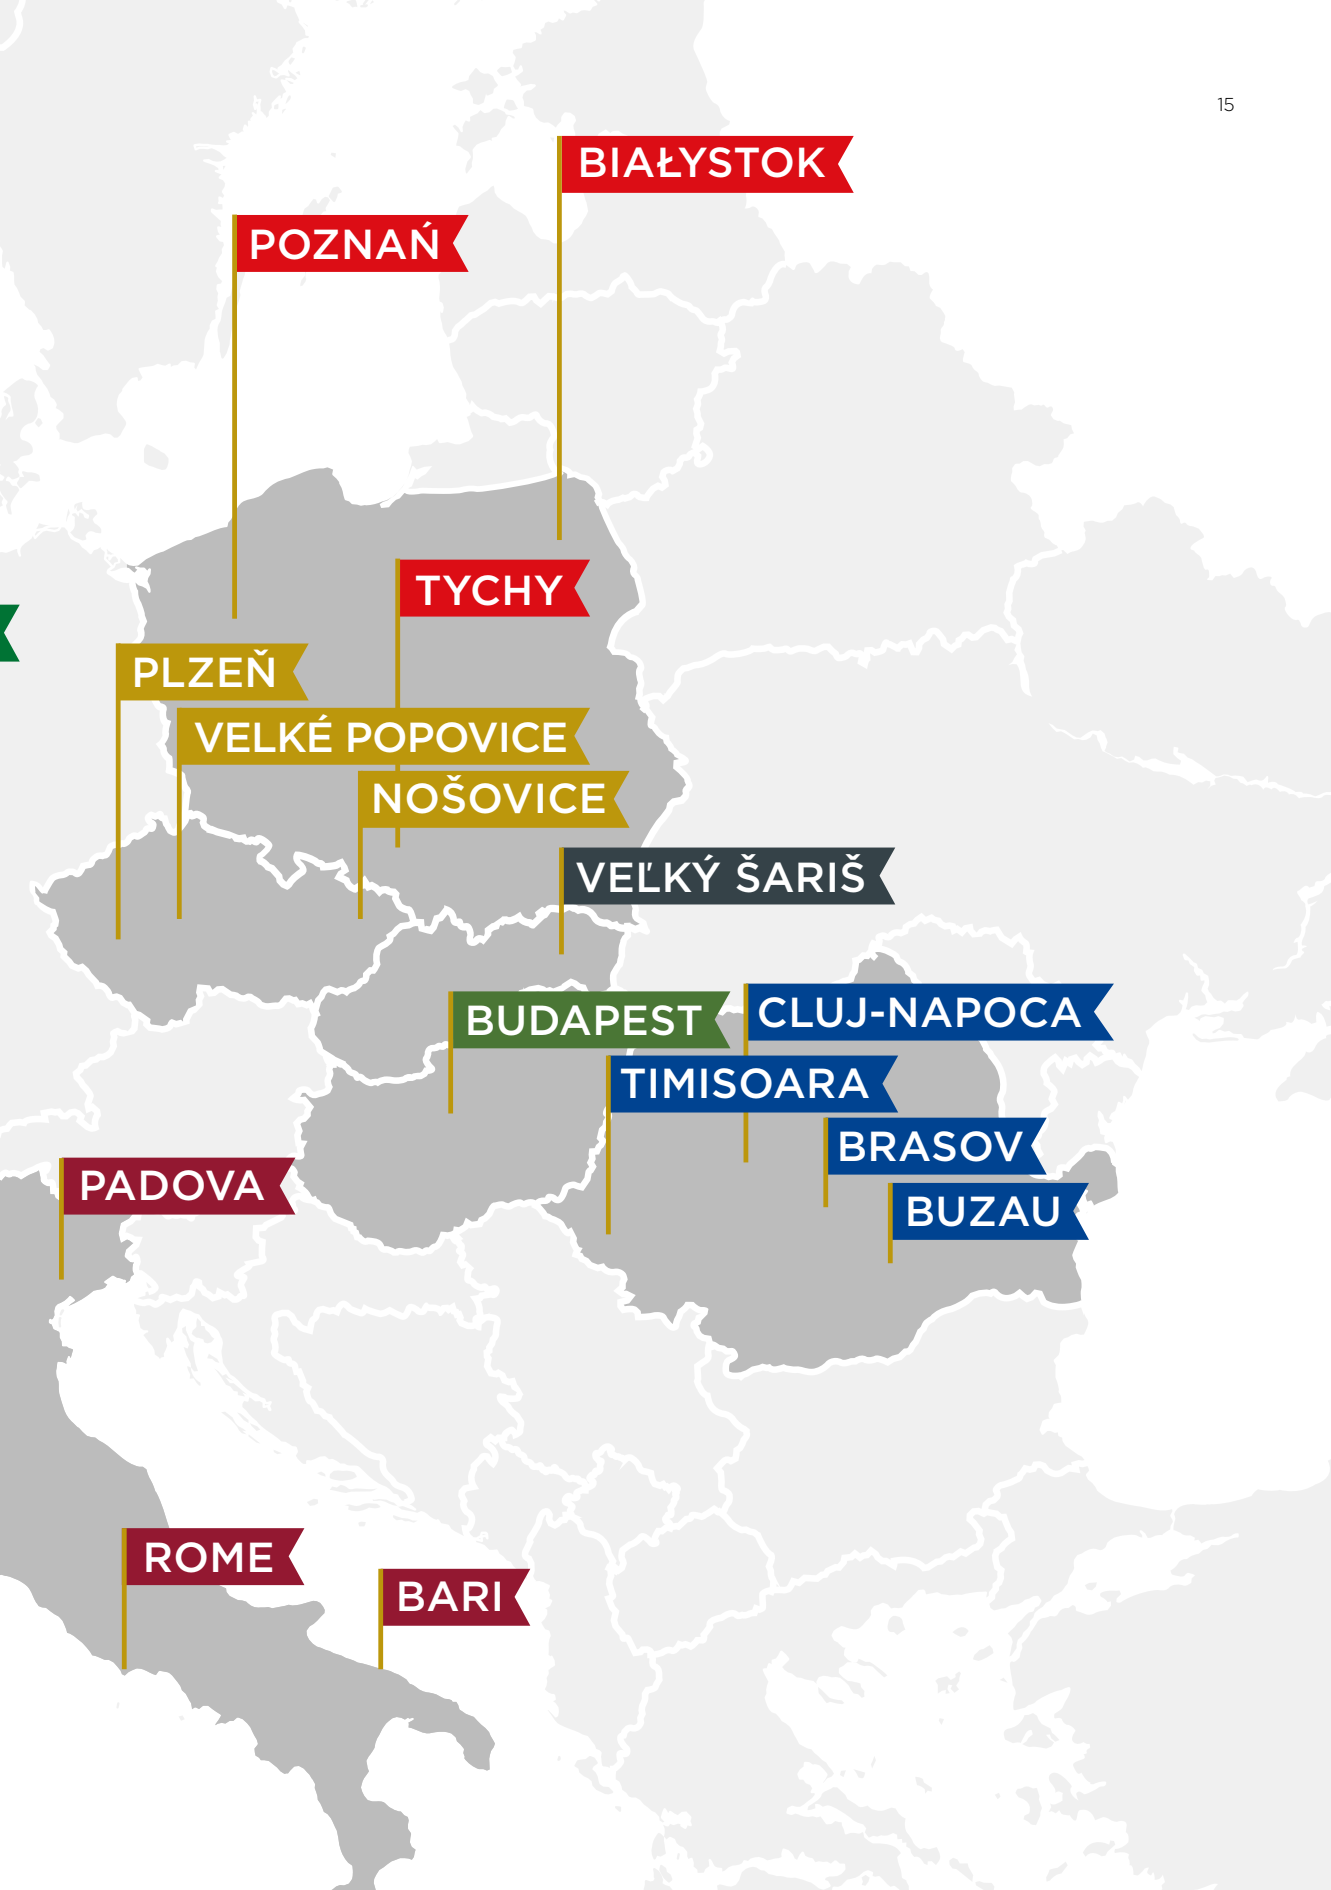 15
BIAŁYSTOK
POZNAŃ
TYCHY
PLZEŇ
VELKÉ POPOVICE
NOŠOVICE
VEĽKÝ ŠARIŠ
BUDAPEST
CLUJ-NAPOCA
TIMISOARA
BRASOV
PADOVA
BUZAU
ROME
BARI